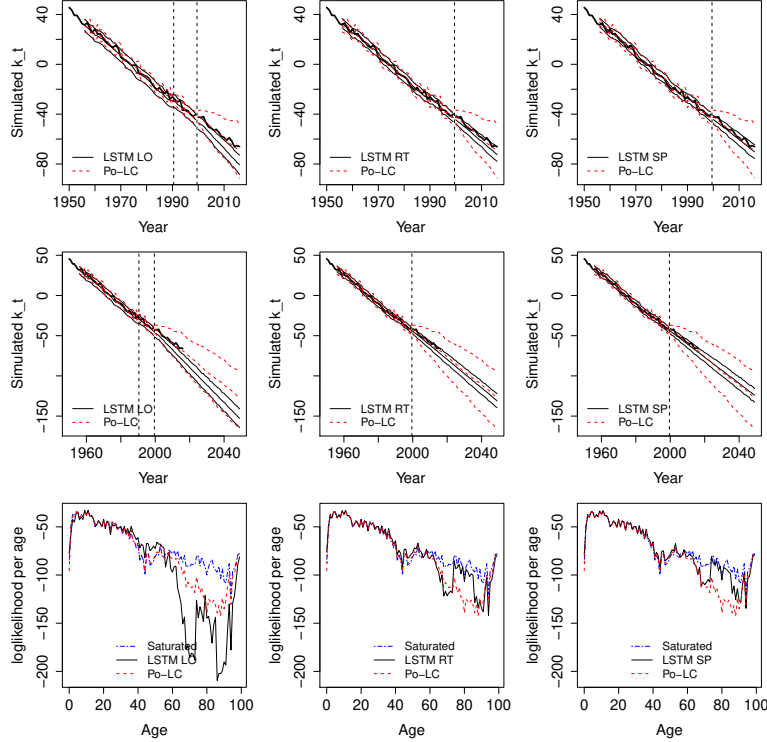 Simulated k_t
40
0
−40
−80
LSTM LO
Po−LC
1950
1970
1990
2010
Year
Simulated k_t
40
0
−40
−80
LSTM RT
Po−LC
1950
1970
1990
2010
Year
Simulated k_t
40
0
−40
−80
LSTM SP
Po−LC
1950
1970
1990
2010
Year
Simulated k_t
50
0
−50
−150
LSTM LO
Po−LC
1960
1980
2000
2020
2040
Year
Simulated k_t
50
0
−50
−150
LSTM RT
Po−LC
1960
1980
2000
2020
2040
Year
Simulated k_t
50
0
−50
−150
LSTM SP
Po−LC
1960
1980
2000
2020
2040
Year
loglikelihood per age
−50
−100
−150
−200
Saturated
LSTM LO
Po−LC
0
20
40
60
80
100
Age
loglikelihood per age
−50
−100
−150
−200
Saturated
LSTM RT
Po−LC
0
20
40
60
80
100
Age
loglikelihood per age
−50
−100
−150
−200
Saturated
LSTM SP
Po−LC
0
20
40
60
80
100
Age